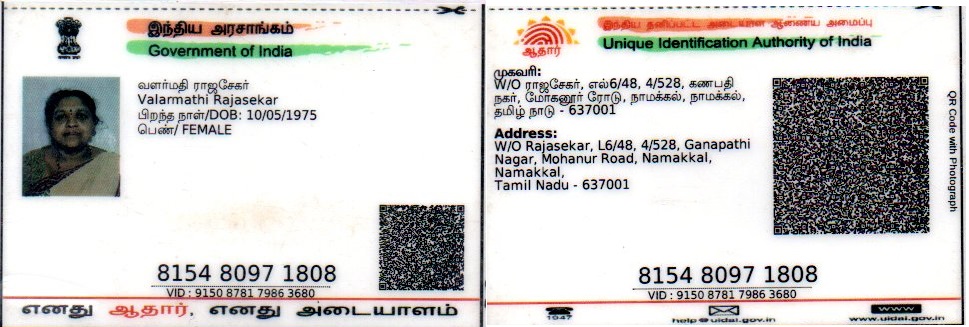 இந்திய அரசாங்கம்
Government of India
வளர்மதி ராஜசேகர்
Valarmathi Rajasekar
பிறந்த நாள்/DOB: 10/05/1975
பெண்/ FEMALE
8154 8097 1808
VID : 9150 8781 7986 3680
எனது ஆதார், எனது அடையாளம்
இந்திய தனிப்பட்ட அடையாள ஆணைய அமைப்பு
Unique Identification Authority of India
ஆதார்
முகவரி:
W/O ராஜசேகர், எல்6/48, 4/528, கணபதி
நகர், மோகனூர் ரோடு, நாமக்கல், நாமக்கல்,
தமிழ் நாடு - 637001
Address:
W/O Rajasekar, L6/48, 4/528, Ganapathi
Nagar, Mohanur Road, Namakkal,
Namakkal,
Tamil Nadu - 637001
QR Code with Photograph
8154 8097 1808
VID : 9150 8781 7986 3680
1947
help@uidai.gov.in
www
www.uidai.gov.in